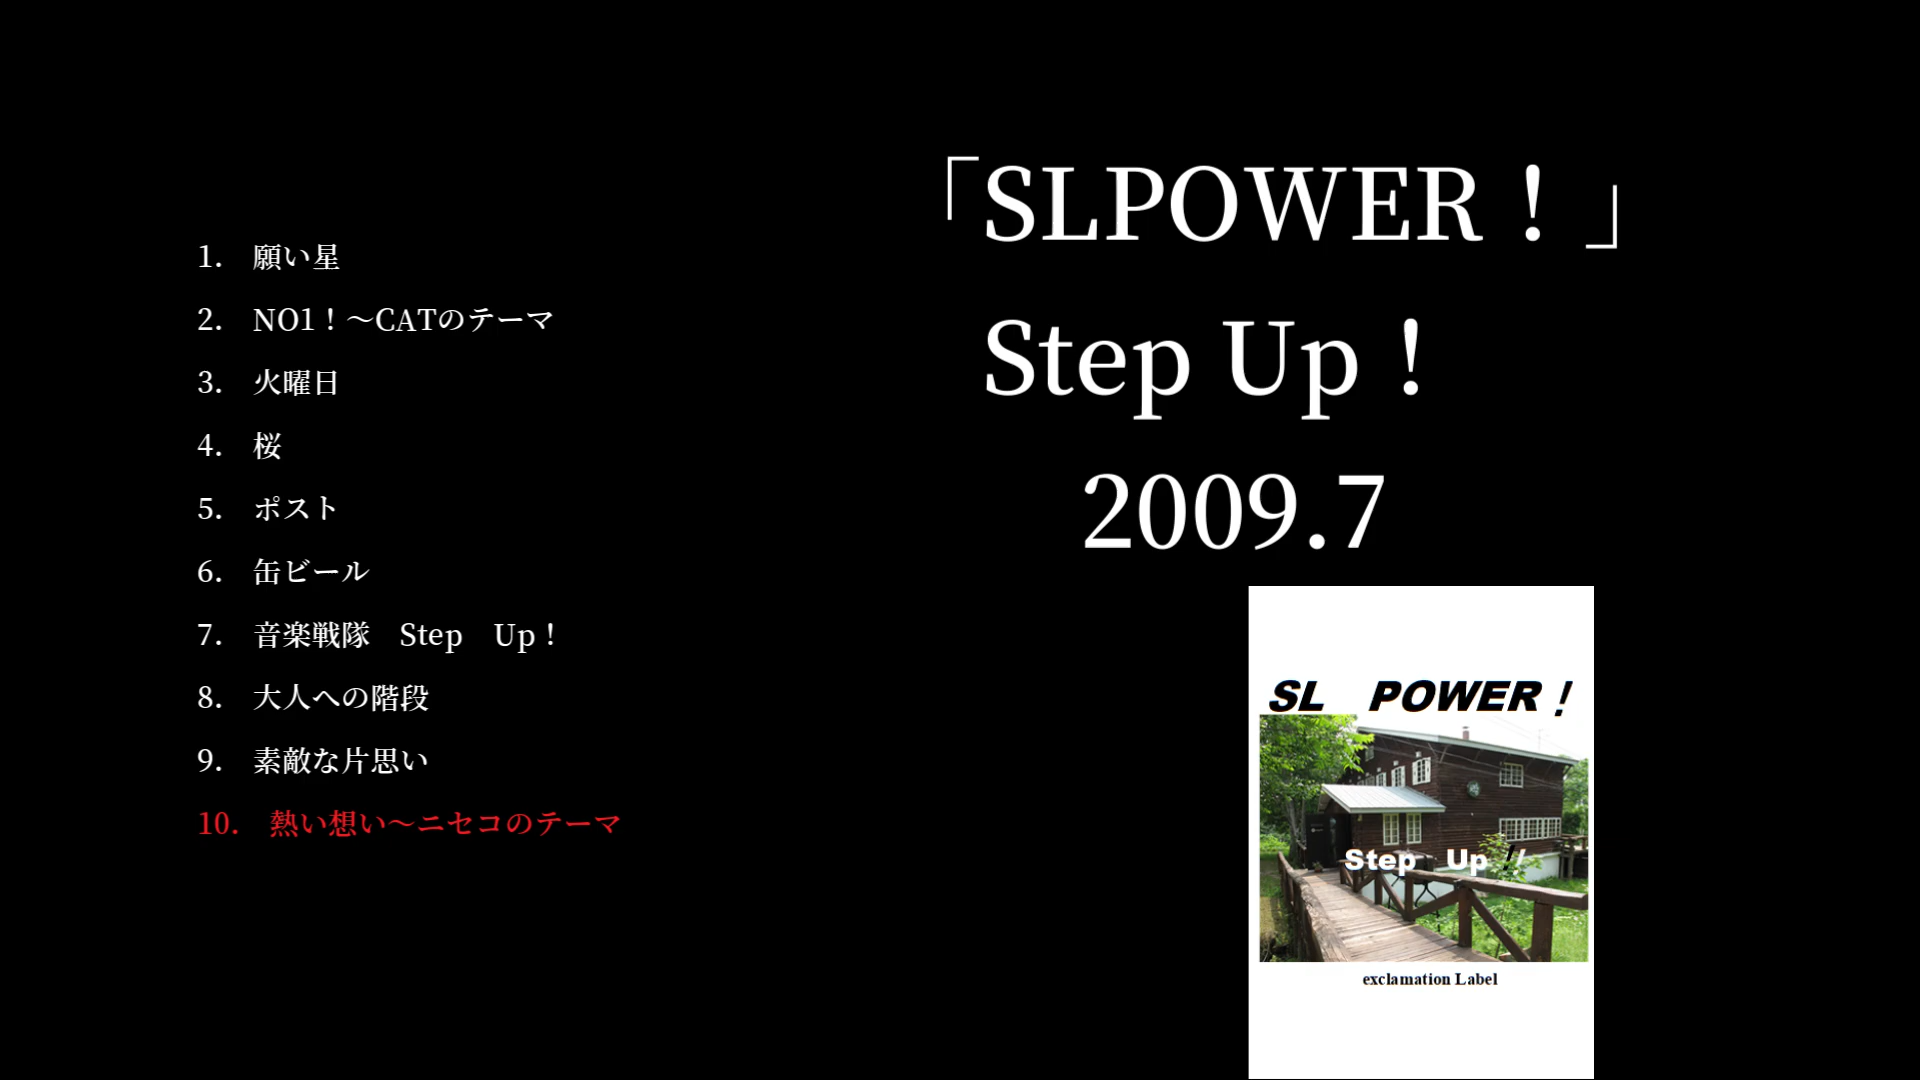 1. 願い星
2. NO1！～CATのテーマ
3. 火曜日
4. 桜
5. ポスト
6. 缶ビール
7. 音楽戦隊　Step　Up！
8. 大人への階段
9. 素敵な片思い
10. 熱い想い～ニセコのテーマ
「SLPOWER！」
Step Up！
2009.7
SL　POWER！
Step　Up !!
exclamation Label